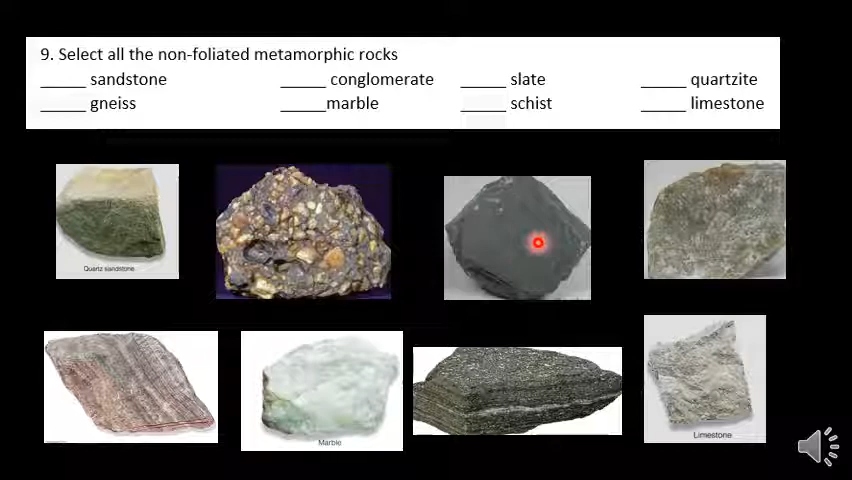 9. Select all the non-foliated metamorphic rocks
_____ sandstone _____ conglomerate _____ slate _____ quartzite
_____ gneiss _____marble _____ schist _____ limestone
Quartz sandstone
Marble
Limestone